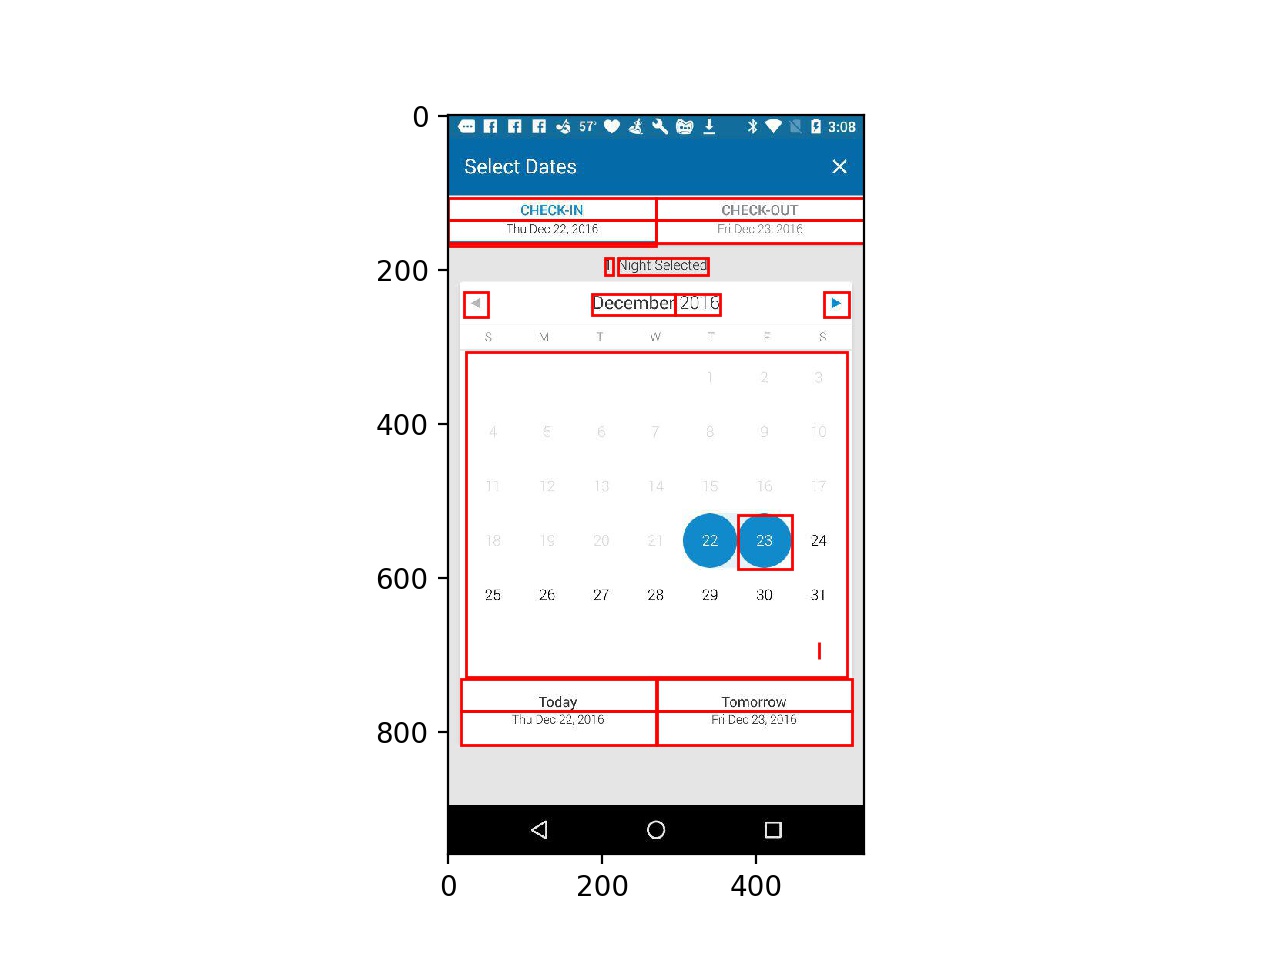 0
57° 3:08
Select Dates
CHECK-IN CHECK-OUT
Thu Dec 22, 2016 Fri Dec 23, 2016
200
1 Night Selected
December 2016
S M T W T F S
1 2 3
400
4 5 6 7 8 9 10
11 12 13 14 15 16 17
18 19 20 21 22 23 24
600
25 26 27 28 29 30 31
Today Tomorrow
Thu Dec 22, 2016 Fri Dec 23, 2016
800
0 200 400